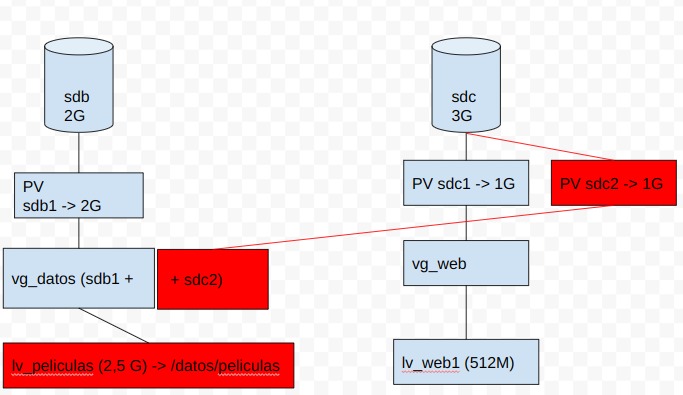 sdb
2G
sdc
3G
PV
sdb1 -> 2G
PV sdc1 -> 1G
PV sdc2 -> 1G
vg_datos (sdb1 +
+ sdc2)
vg_web
lv_peliculas (2,5 G) -> /datos/peliculas
lv_web1 (512M)